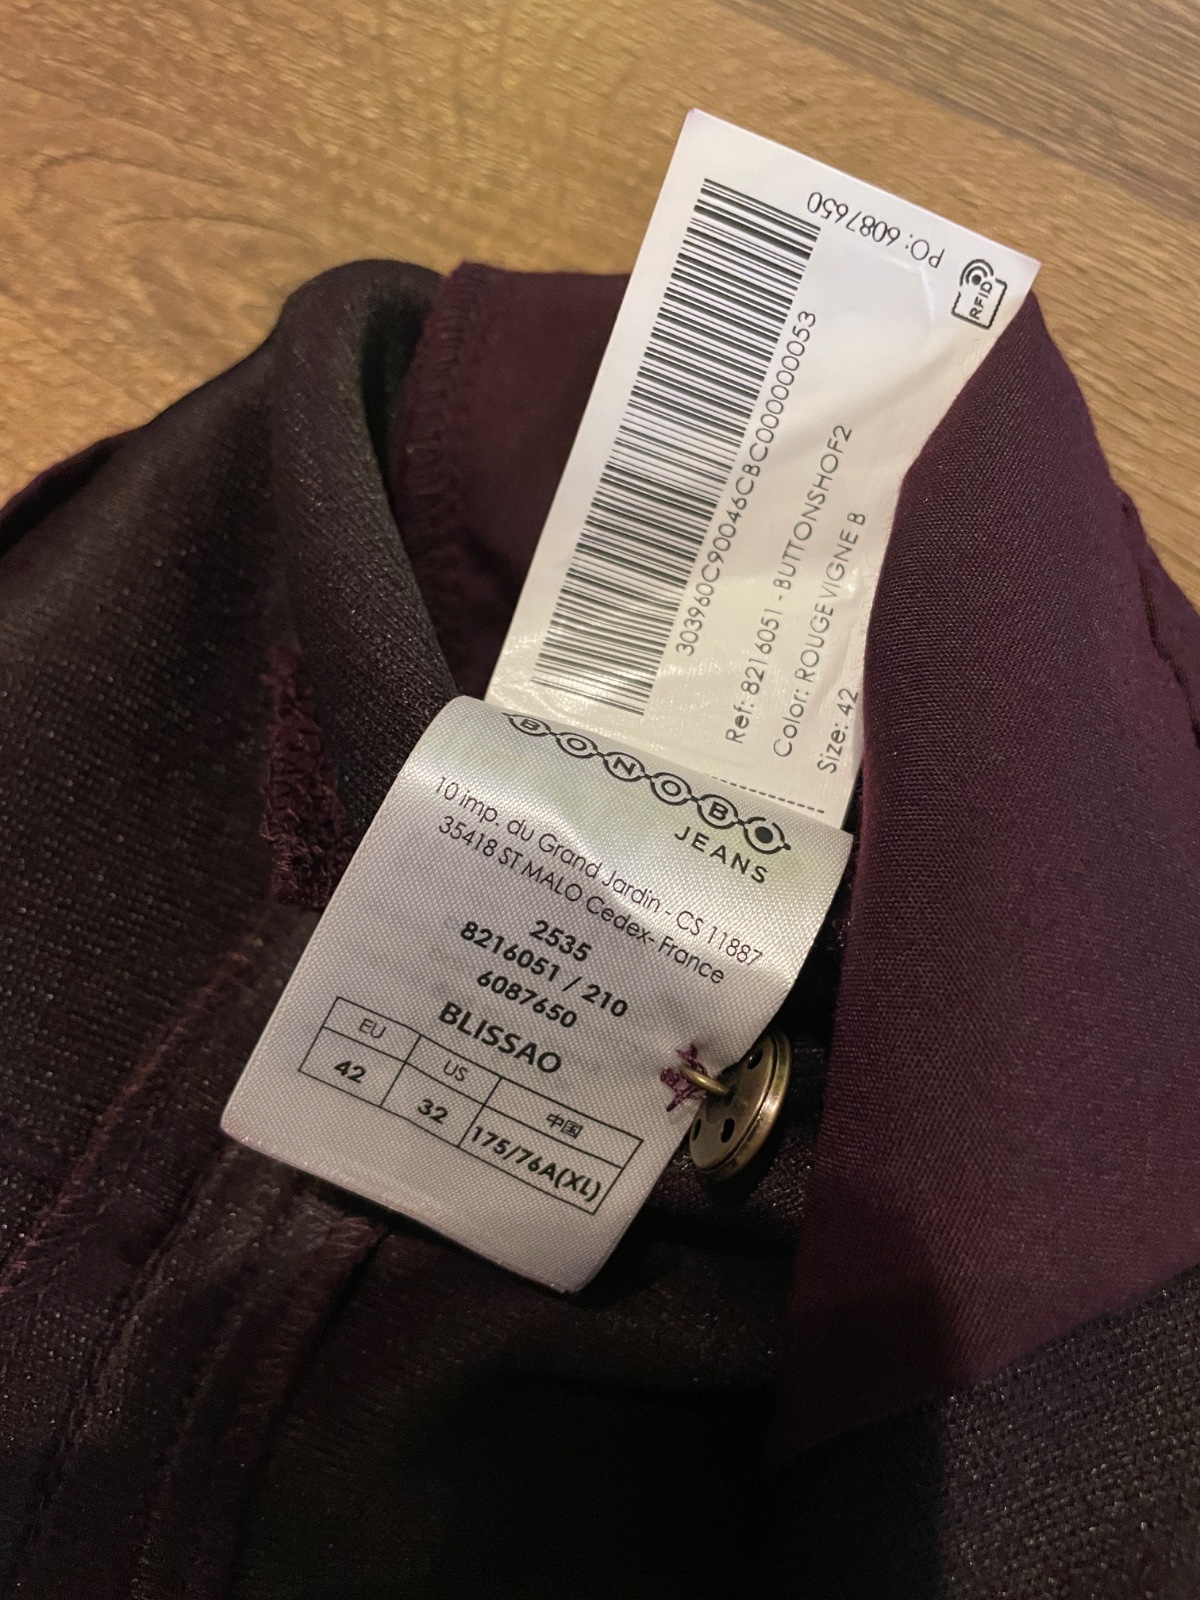 PO: 6087650
RFID
303960C90046CBC000000053
Ref: 8216051 - BUTTONSHOF2
Color: ROUGE VIGNE B
Size: 42
BONOBO
JEANS
10 imp. du Grand Jardin - CS 11887
35418 ST MALO Cedex- France
2535
8216051 / 210
6087650
BLISSAO
EU US 中国
42 32 175/76A(XL)